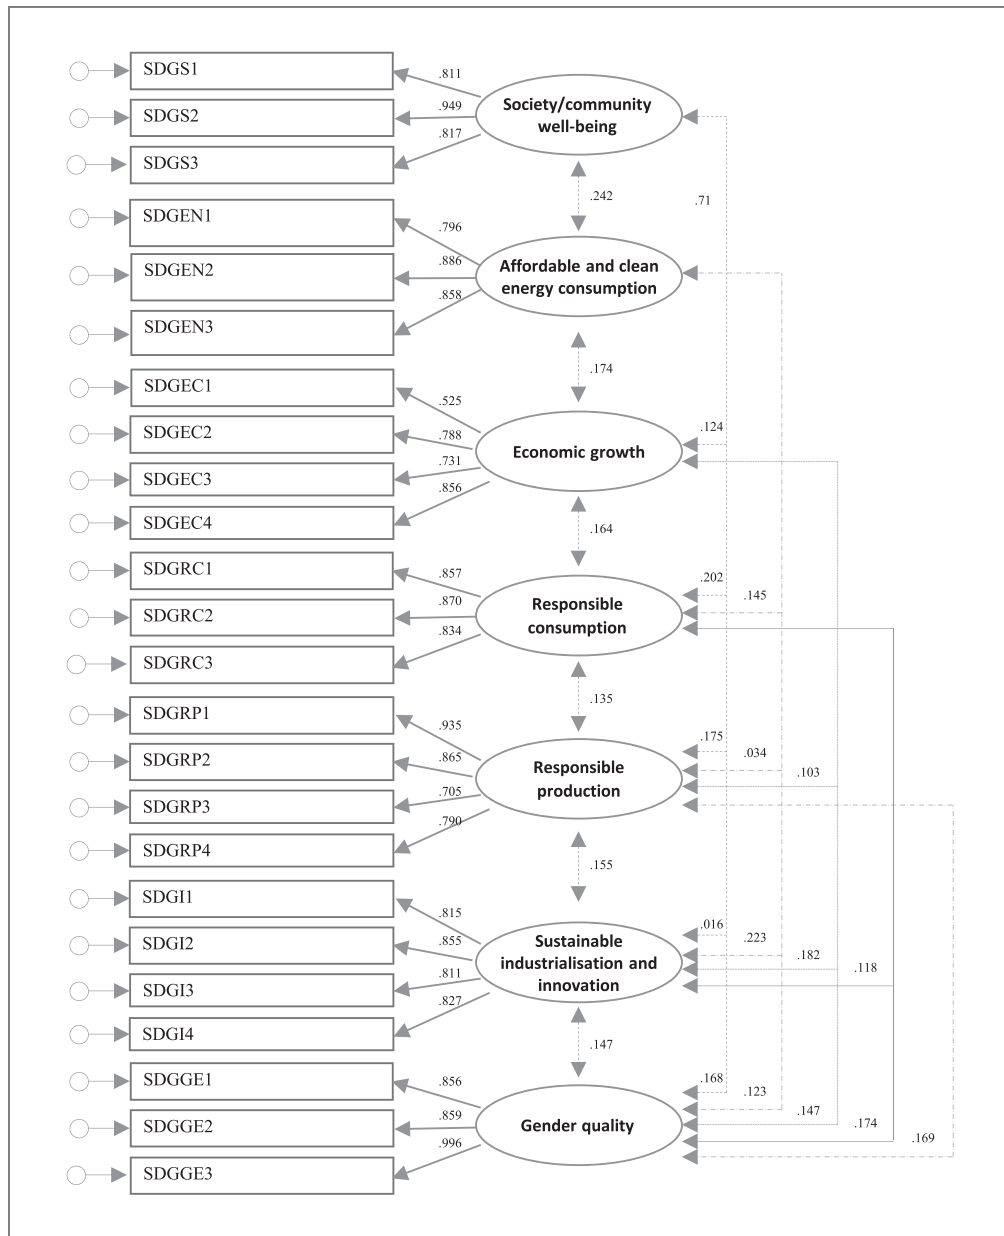 SDGS1
.811
SDGS2
.949
SDGS3
.817
Society/community
well-being
.242
.71
SDGEN1
.796
SDGEN2
.886
SDGEN3
.858
Affordable and clean
energy consumption
.174
SDGEC1
.525
SDGEC2
.788
SDGEC3
.731
SDGEC4
.856
Economic growth
.124
.164
SDGRC1
.857
SDGRC2
.870
SDGRC3
.834
Responsible
consumption
.202
.145
.135
SDGRP1
.935
SDGRP2
.865
SDGRP3
.705
SDGRP4
.790
Responsible
production
.175
.034
.103
.155
SDGI1
.815
SDGI2
.855
SDGI3
.811
SDGI4
.827
Sustainable
industrialisation and
innovation
.016
.223
.182
.118
.147
SDGGE1
.856
SDGGE2
.859
SDGGE3
.996
Gender quality
.168
.123
.147
.174
.169